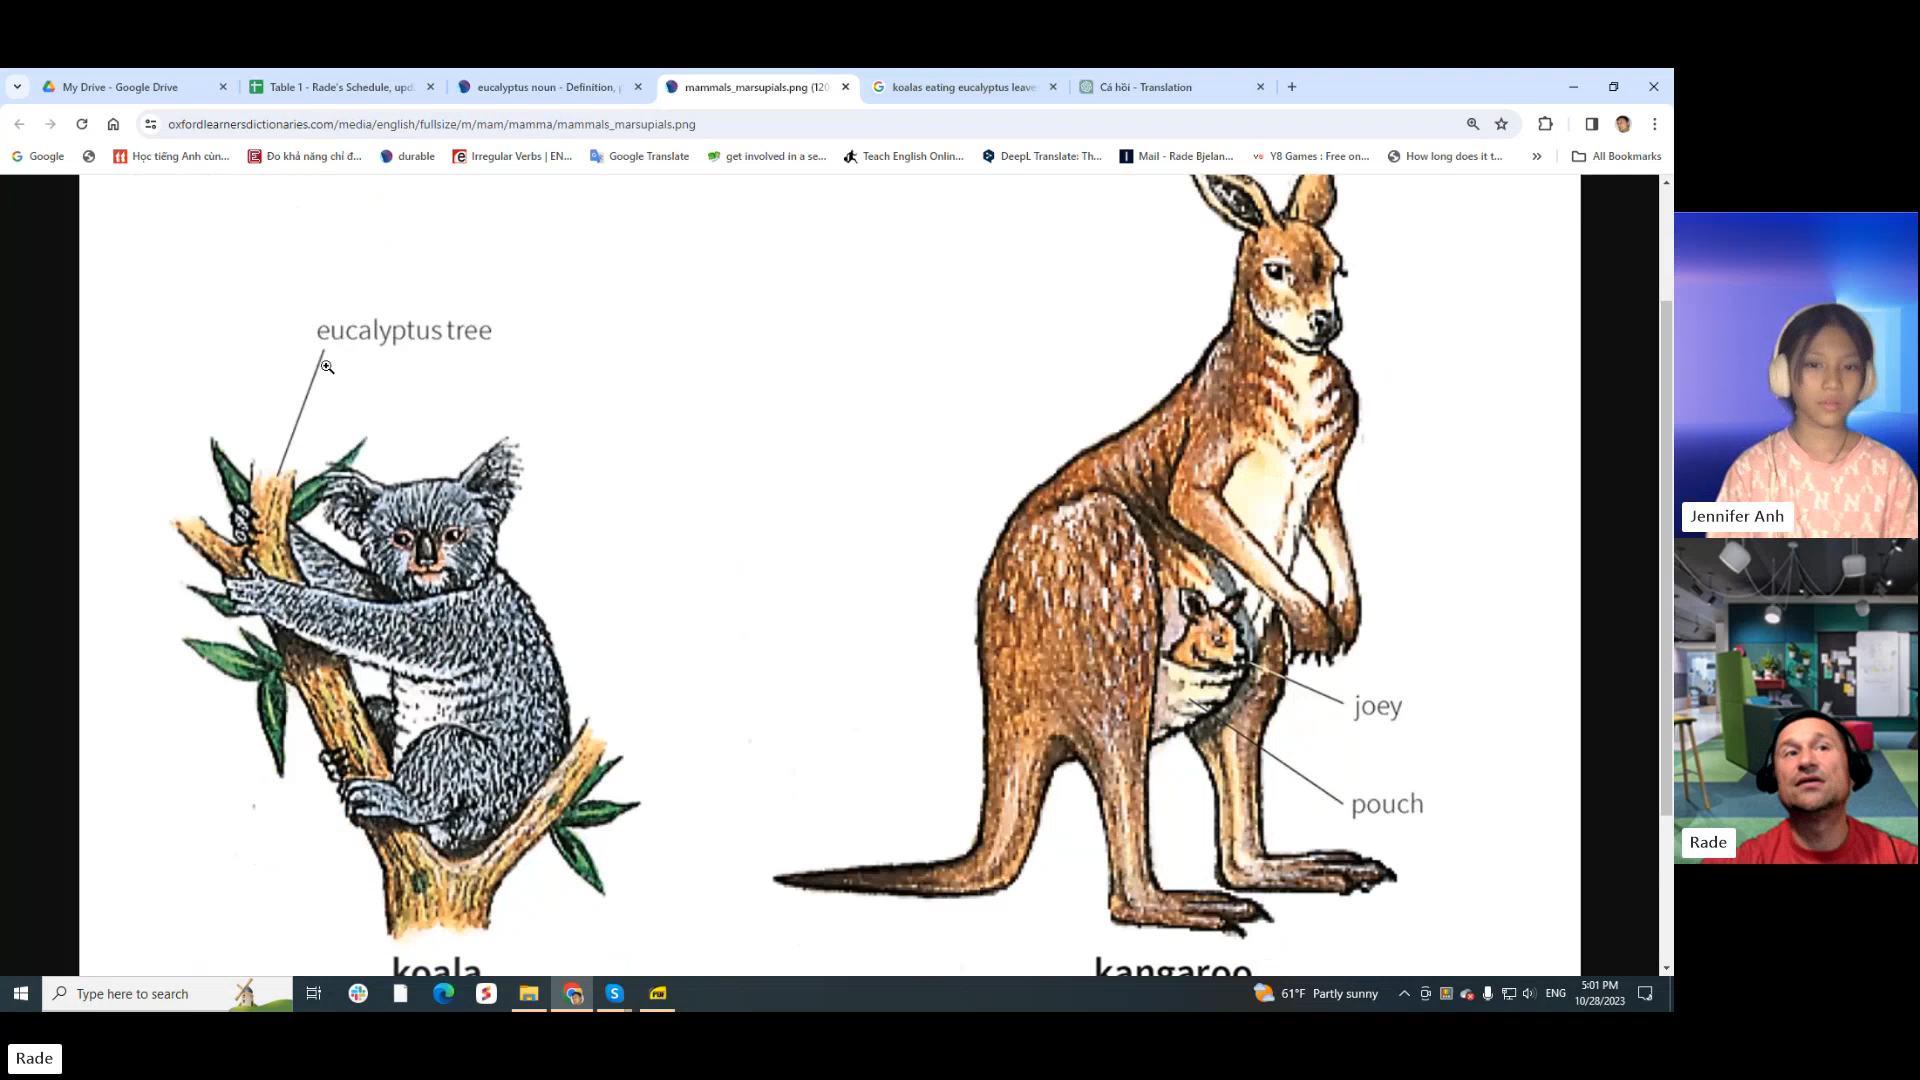 My Drive - Google Drive
Table 1 - Rade's Schedule, upd
eucalyptus noun - Definition,
mammals_marsupials.png (120
koalas eating eucalyptus leave
Cá hồi - Translation
oxfordlearnersdictionaries.com/media/english/fullsize/m/mam/mamma/mammals_marsupials.png
Google
Học tiếng Anh cùn...
Đo khả năng chỉ đ...
durable
Irregular Verbs | EN...
Google Translate
get involved in a se...
Teach English Onlin...
DeepL Translate: Th...
Mail - Rade Bjelan...
Y8 Games : Free on...
How long does it t...
»
All Bookmarks
eucalyptus tree
joey
pouch
koala
kangaroo
Jennifer Anh
Rade
Type here to search
61°F Partly sunny
ENG
5:01 PM
10/28/2023
Rade